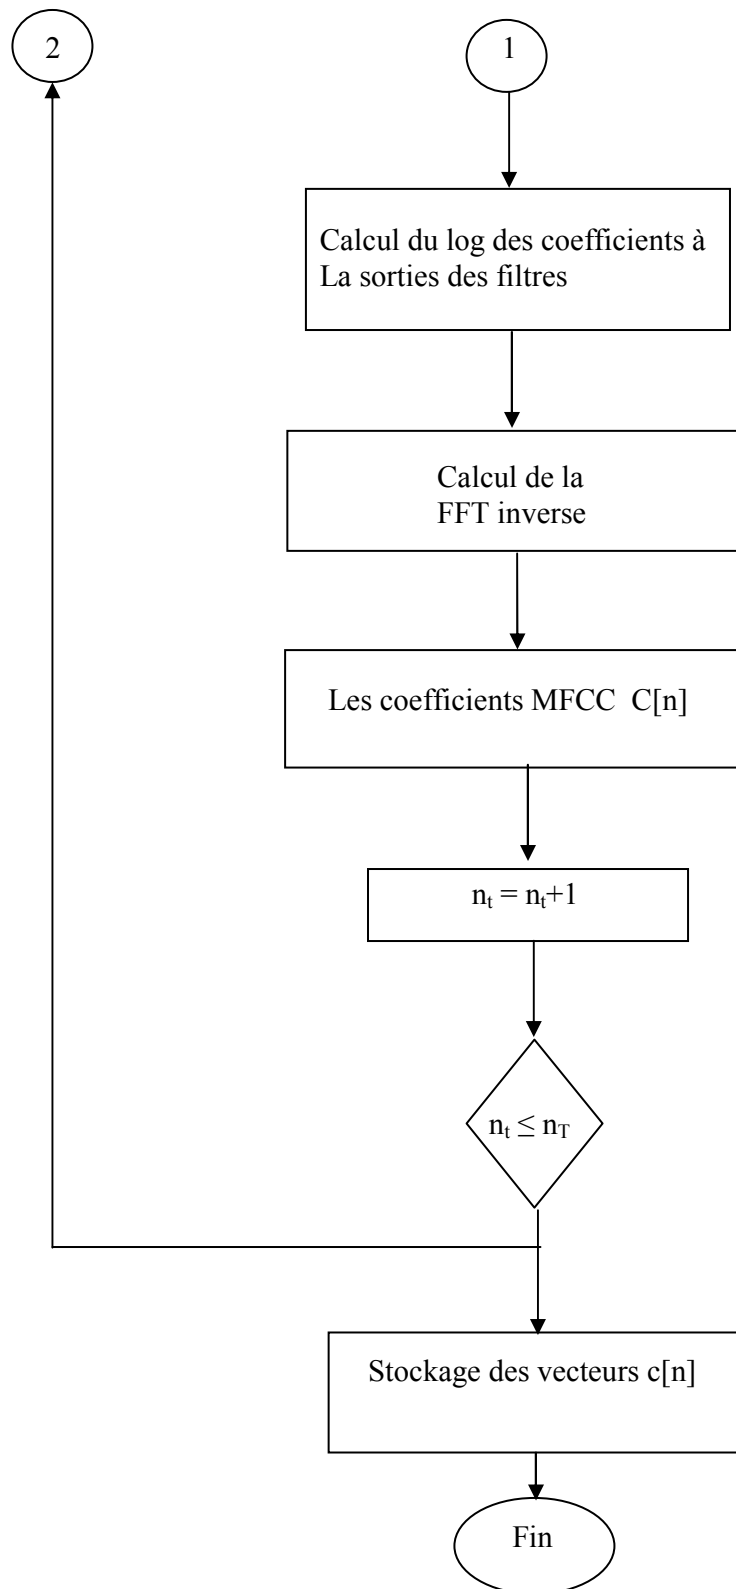 2
1
Calcul du log des coefficients à
La sorties des filtres
Calcul de la
FFT inverse
Les coefficients MFCC  C[n]
nₜ = nₜ+1
nₜ ≤ n_T
Stockage des vecteurs c[n]
Fin